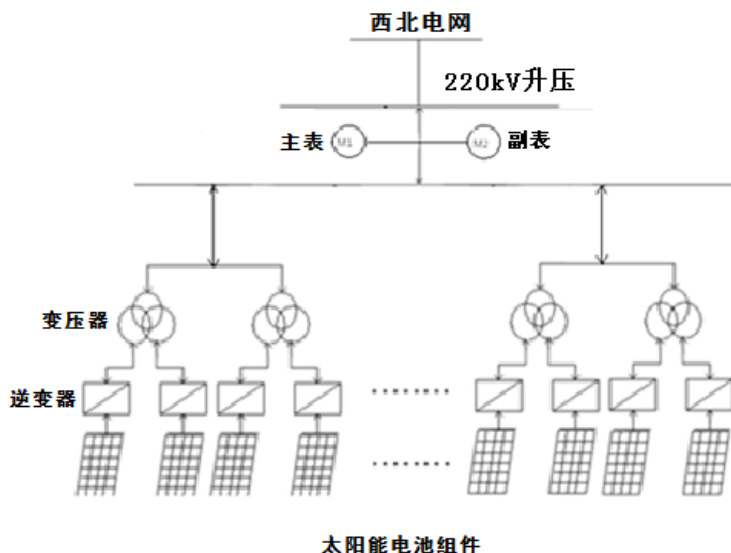 西北电网
220kV升压
主表 M1 M2 副表
变压器
逆变器
太阳能电池组件